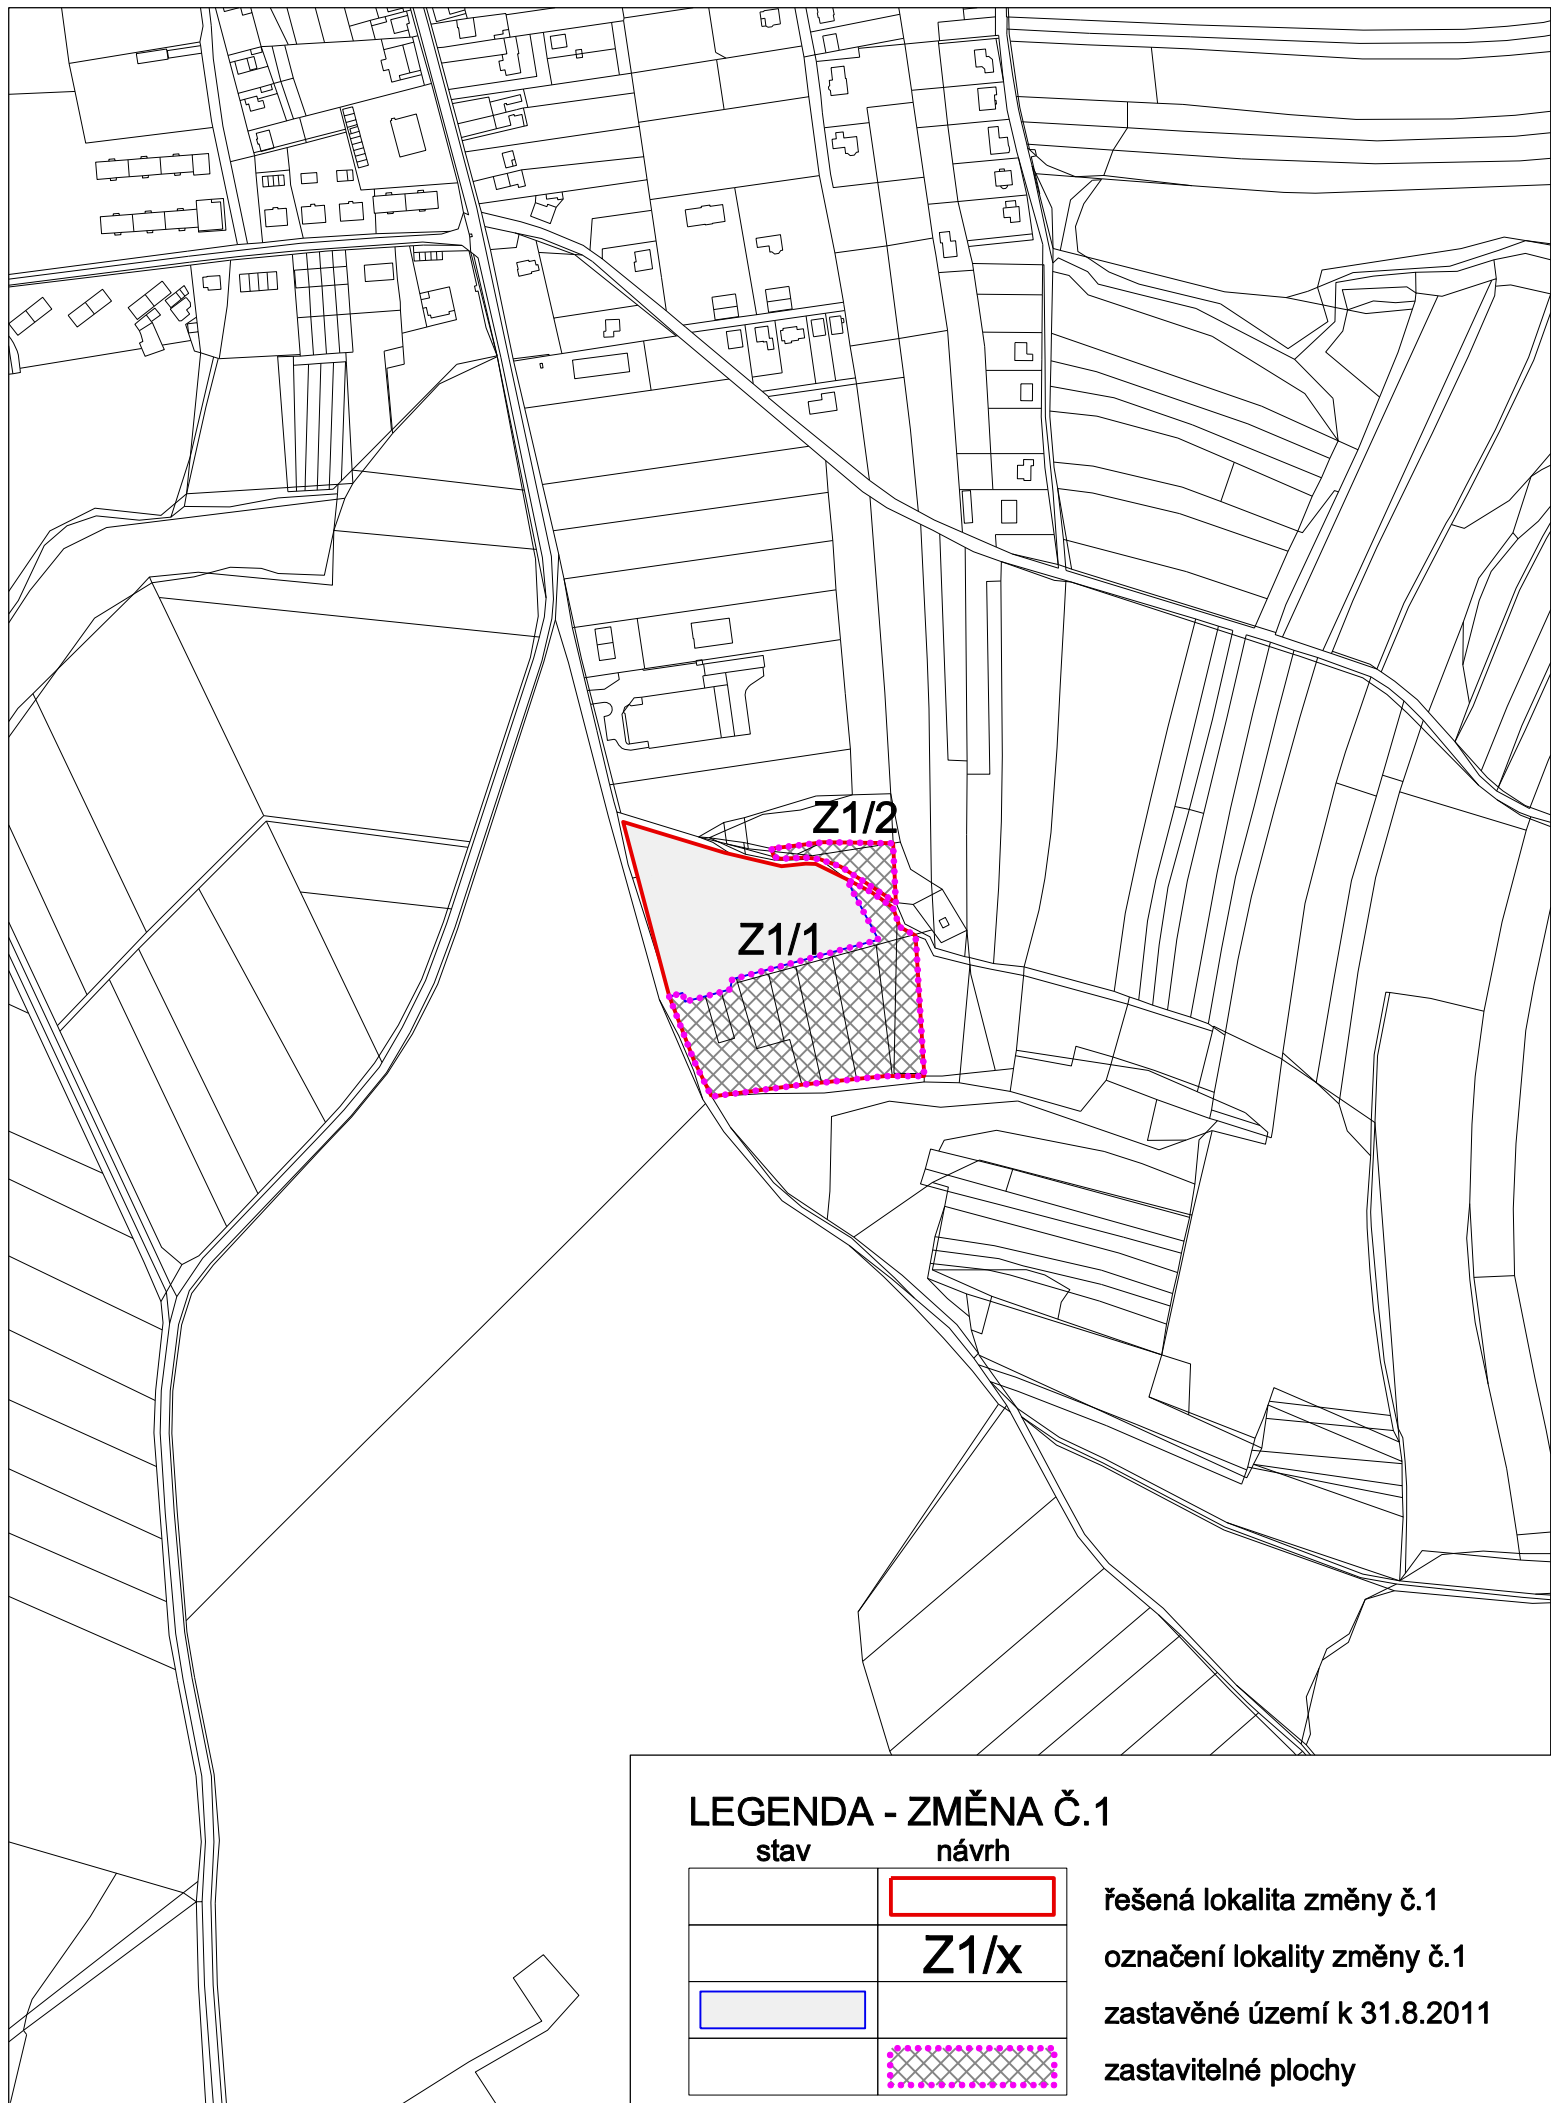 Z1/2
Z1/1
LEGENDA - ZMĚNA Č.1
stav návrh
řešená lokalita změny č.1
Z1/x označení lokality změny č.1
zastavěné území k 31.8.2011
zastavitelné plochy